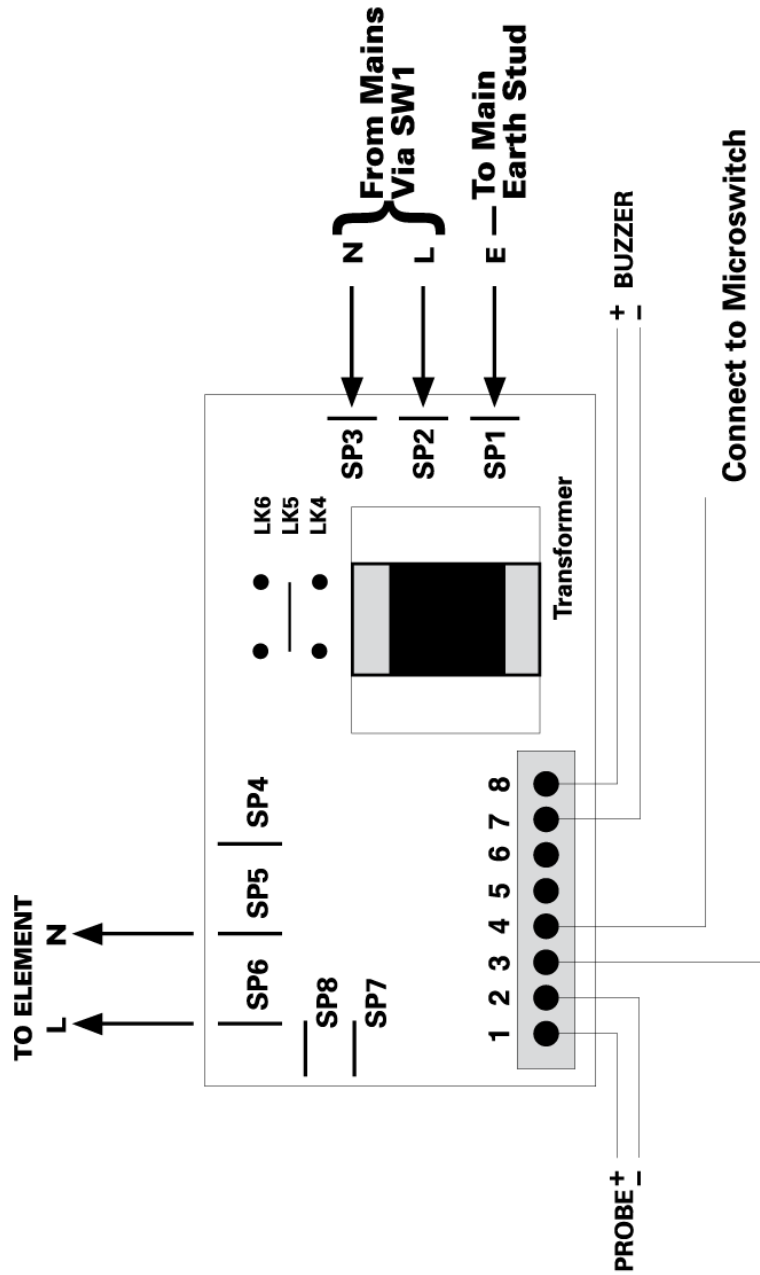 TO ELEMENT
L
N
SP6
SP5
SP4
SP8
SP7
LK6
LK5
LK4
SP3
SP2
SP1
N
L
E
From Mains
Via SW1
To Main
Earth Stud
Transformer
1
2
3
4
5
6
7
8
PROBE
+
−
+
−
BUZZER
Connect to Microswitch